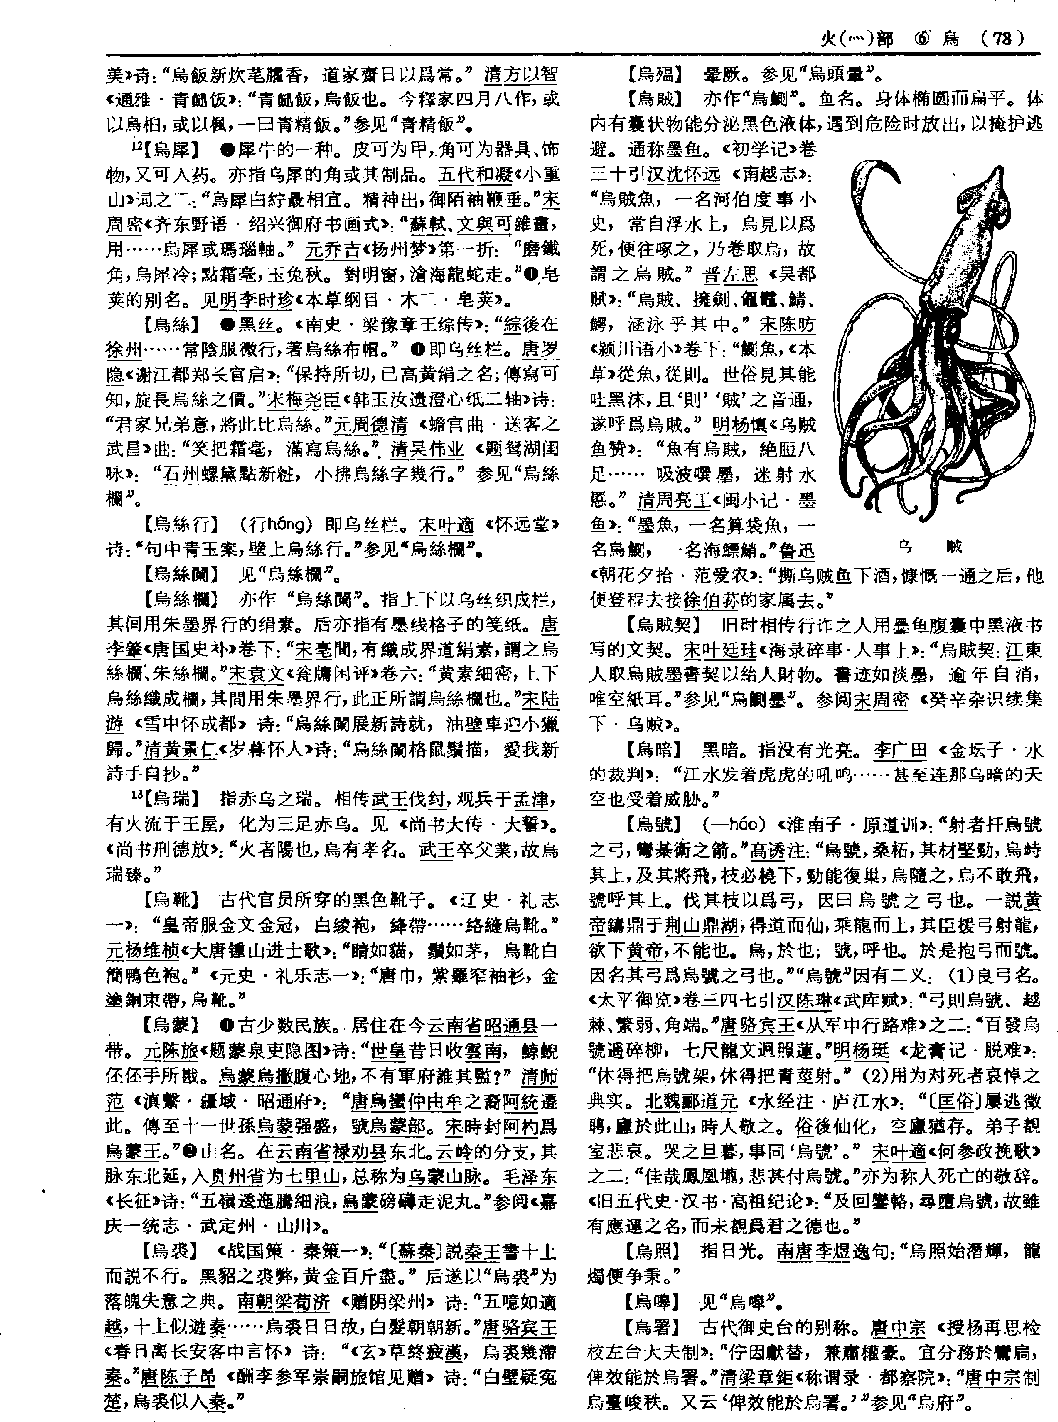 火(灬)部 ⑥ 烏 (73)
美》诗：“烏飯新炊芼臛香，道家齋日以爲常。”清方以智
《通雅·青䭀饭》：“青䭀飯，烏飯也。今釋家四月八作，或
以烏桕，或以楓，一曰青精飯。”参见“青精飯”。
12【烏犀】 ❶犀牛的一种。皮可为甲，角可为器具、饰
物，又可入药。亦指乌犀的角或其制品。五代和凝《小重
山》词之二：“烏犀白紵最相宜。精神出，御陌袖鞭垂。”宋
周密《齐东野语·绍兴御府书画式》：“蘇軾、文與可雜畫，
用……烏犀或瑪瑙軸。”元乔吉《扬州梦》第一折：“磨鐵
角，烏犀冷；點霜毫，玉兔秋。對明窗，滄海龍蛇走。”❷皂
荚的别名。见明李时珍《本草纲目·木二·皂荚》。
【烏絲】 ❶黑丝。《南史·梁豫章王综传》：“綜後在
徐州……常陰服微行，著烏絲布帽。”❷即乌丝栏。唐罗
隐《谢江都郑长官启》：“保持所切，已高黄絹之名；傳寫可
知，旋長烏絲之價。”宋梅尧臣《韩玉汝遗澄心纸二轴》诗：
“君家兄弟意，將此比烏絲。”元周德清《蟾宫曲·送客之
武昌》曲：“笑把霜毫，滿寫烏絲。”清吴伟业《题鸳湖闺
咏》：“石州螺黛點新粧，小拂烏絲字幾行。”参见“烏絲
欄”。
【烏絲行】 (行háng) 即乌丝栏。宋叶適《怀远堂》
诗：“句中青玉案，壁上烏絲行。”参见“烏絲欄”。
【烏絲闌】 见“烏絲欄”。
【烏絲欄】 亦作“烏絲闌”。指上下以乌丝织成栏，
其间用朱墨界行的绢素。后亦指有墨线格子的笺纸。唐
李肇《唐国史补》卷下：“宋亳間，有織成界道絹素，謂之烏
絲欄、朱絲欄。”宋袁文《瓮牖闲评》卷六：“黄素细密，上下
烏絲織成欄，其間用朱墨界行，此正所謂烏絲欄也。”宋陆
游《雪中怀成都》诗：“烏絲闌展新詩就，油壁車迎小獵
歸。”清黄景仁《岁暮怀人》诗：“烏絲闌格鼠鬚描，愛我新
詩手自抄。”
13【烏瑞】 指赤乌之瑞。相传武王伐纣，观兵于孟津，
有火流于王屋，化为三足赤乌。见《尚书大传·大誓》。
《尚书刑德放》：“火者陽也，烏有孝名。武王卒父業，故烏
瑞臻。”
【烏靴】 古代官员所穿的黑色靴子。《辽史·礼志
一》：“皇帝服金文金冠，白绫袍，絳帶……絡縫烏靴。”
元杨维桢《大唐锺山进士歌》：“睛如貓，鬚如茅，烏靴白
簡鴨色袍。”《元史·礼乐志一》：“唐巾，紫羅窄袖衫，金
塗銅束帶，烏靴。”
【烏蒙】 ❶古少数民族。居住在今云南省昭通县一
带。元陈旅《题蒙泉吏隐图》诗：“世皇昔日收雲南，鲸鲵
伾伾手所戡。烏蒙烏撒腹心地，不有軍府誰其監？”清师
范《滇繫·疆域·昭通府》：“唐烏蠻仲由牟之裔阿統遷
此。傳至十一世孫烏蒙强盛，號烏蒙部。宋時封阿杓爲
烏蒙王。”❷山名。在云南省禄劝县东北。云岭的分支，其
脉东北延，入贵州省为七里山，总称为乌蒙山脉。毛泽东
《长征》诗：“五嶺逶迤騰細浪，烏蒙磅礴走泥丸。”参阅《嘉
庆一统志·武定州·山川》。
【烏裘】 《战国策·秦策一》：“〔蘇秦〕説秦王書十上
而説不行。黑貂之裘弊，黄金百斤盡。”后遂以“烏裘”为
落魄失意之典。南朝梁荀济《赠阴梁州》诗：“五噫如適
越，十上似遊秦……烏裘日日故，白髮朝朝新。”唐骆宾王
《春日离长安客中言怀》诗：“《玄》草終疲漢，烏裘幾滯
秦。”唐陈子昂《酬李参军崇嗣旅馆见赠》诗：“白璧疑冤
楚，烏裘似入秦。”
【烏殟】 晕厥。参见“烏頭暈”。
【烏賊】 亦作“烏鰂”。鱼名。身体椭圆而扁平。体
内有囊状物能分泌黑色液体，遇到危险时放出，以掩护逃
避。通称墨鱼。《初学记》卷
三十引汉沈怀远《南越志》：
“烏賊魚，一名河伯度事小
史，常自浮水上，烏見以爲
死，便往啄之，乃卷取烏，故
謂之烏賊。”晋左思《吴都
赋》：“烏賊、擁劍、鼅鼊、鯖、
鰐，涵泳乎其中。”宋陈昉
《颍川语小》卷下：“鰂魚，《本
草》從魚，從則。世俗見其能
吐黑沫，且‘則’‘賊’之音通，
遂呼爲烏賊。”明杨慎《乌贼
鱼赞》：“魚有烏賊，絶脰八
足……吸波噀墨，迷射水
慝。”清周亮工《闽小记·墨
鱼》：“墨魚，一名算袋魚，一
名烏鰂，一名海鰾鮹。”鲁迅
乌 贼
《朝花夕拾·范爱农》：“撕乌贼鱼下酒，慷慨一通之后，他
便登程去接徐伯荪的家属去。”
【烏賊契】 旧时相传行诈之人用墨鱼腹囊中黑液书
写的文契。宋叶廷珪《海录碎事·人事上》：“烏賊契：江東
人取烏賊墨書契以紿人財物。書迹如淡墨，逾年自消，
唯空紙耳。”参见“烏鰂墨”。参阅宋周密《癸辛杂识续集
下·乌贼》。
【烏暗】 黑暗。指没有光亮。李广田《金坛子·水
的裁判》：“江水发着虎虎的吼鸣……甚至连那乌暗的天
空也受着威胁。”
【烏號】 (—háo)《淮南子·原道训》：“射者扜烏號
之弓，彎棊衛之箭。”高诱注：“烏號，桑柘，其材堅勁，烏峙
其上，及其將飛，枝必橈下，勁能復巢，烏隨之，烏不敢飛，
號呼其上。伐其枝以爲弓，因曰烏號之弓也。一説黄
帝鑄鼎于荆山鼎湖，得道而仙，乘龍而上，其臣援弓射龍，
欲下黄帝，不能也。烏，於也；號，呼也。於是抱弓而號。
因名其弓爲烏號之弓也。”“烏號”因有二义：(1)良弓名。
《太平御览》卷三四七引汉陈琳《武库赋》：“弓則烏號、越
棘、繁弱、角端。”唐骆宾王《从军中行路难》之二：“百發烏
號遥碎柳，七尺龍文迥照蓮。”明杨珽《龙膏记·脱难》：
“休得把烏號架，休得把青萍射。”(2)用为对死者哀悼之
典实。北魏郦道元《水经注·庐江水》：“〔匡俗〕屢逃徵
聘，廬於此山，時人敬之。俗後仙化，空廬猶存。弟子覩
室悲哀。哭之旦暮，事同‘烏號’。”宋叶適《何参政挽歌》
之二：“佳哉鳳凰壩，悲甚付烏號。”亦为称人死亡的敬辞。
《旧五代史·汉书·高祖纪论》：“及回鑾輅，尋墮烏號，故雖
有應運之名，而未覩爲君之德也。”
【烏照】 指日光。南唐李煜逸句：“烏照始潛輝，龍
燭便争秉。”
【烏嘷】 见“烏嗥”。
【烏署】 古代御史台的别称。唐中宗《授杨再思检
校左台大夫制》：“佇因獻替，兼肅權豪。宜分務於鸞扃，
俾效能於烏署。”清梁章鉅《称谓录·都察院》：“唐中宗制
烏臺峻秩。又云‘俾效能於烏署。’”参见“烏府”。